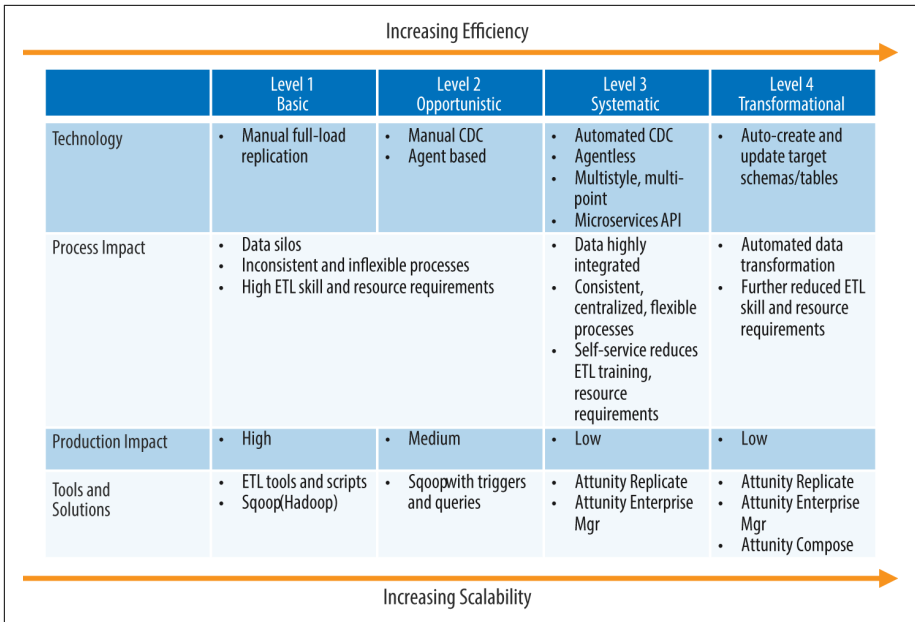 Increasing Efficiency
Level 1
Basic
Level 2
Opportunistic
Level 3
Systematic
Level 4
Transformational
Technology
• Manual full-load
replication
• Manual CDC
• Agent based
• Automated CDC
• Agentless
• Multistyle, multi-
point
• Microservices API
• Auto-create and
update target
schemas/tables
Process Impact
• Data silos
• Inconsistent and inflexible processes
• High ETL skill and resource requirements
• Data highly
integrated
• Consistent,
centralized, flexible
processes
• Self-service reduces
ETL training,
resource
requirements
• Automated data
transformation
• Further reduced ETL
skill and resource
requirements
Production Impact
• High
• Medium
• Low
• Low
Tools and
Solutions
• ETL tools and scripts
• Sqoop(Hadoop)
• Sqoopwith triggers
and queries
• Attunity Replicate
• Attunity Enterprise
Mgr
• Attunity Replicate
• Attunity Enterprise
Mgr
• Attunity Compose
Increasing Scalability